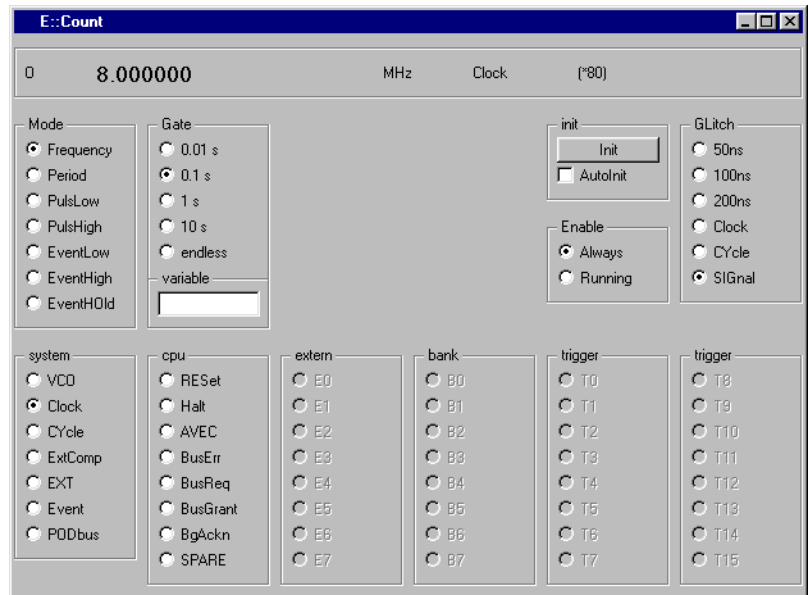 E::Count
0 8.000000 MHz Clock (*80)
Mode
Frequency
Period
PulsLow
PulsHigh
EventLow
EventHigh
EventHOld
Gate
0.01 s
0.1 s
1 s
10 s
endless
variable
init
Init
AutoInit
Enable
Always
Running
GLitch
50ns
100ns
200ns
Clock
CYcle
SIGnal
system
VCO
Clock
CYcle
ExtComp
EXT
Event
PODbus
cpu
RESet
Halt
AVEC
BusErr
BusReq
BusGrant
BgAckn
SPARE
extern
E0
E1
E2
E3
E4
E5
E6
E7
bank
B0
B1
B2
B3
B4
B5
B6
B7
trigger
T0
T1
T2
T3
T4
T5
T6
T7
trigger
T8
T9
T10
T11
T12
T13
T14
T15